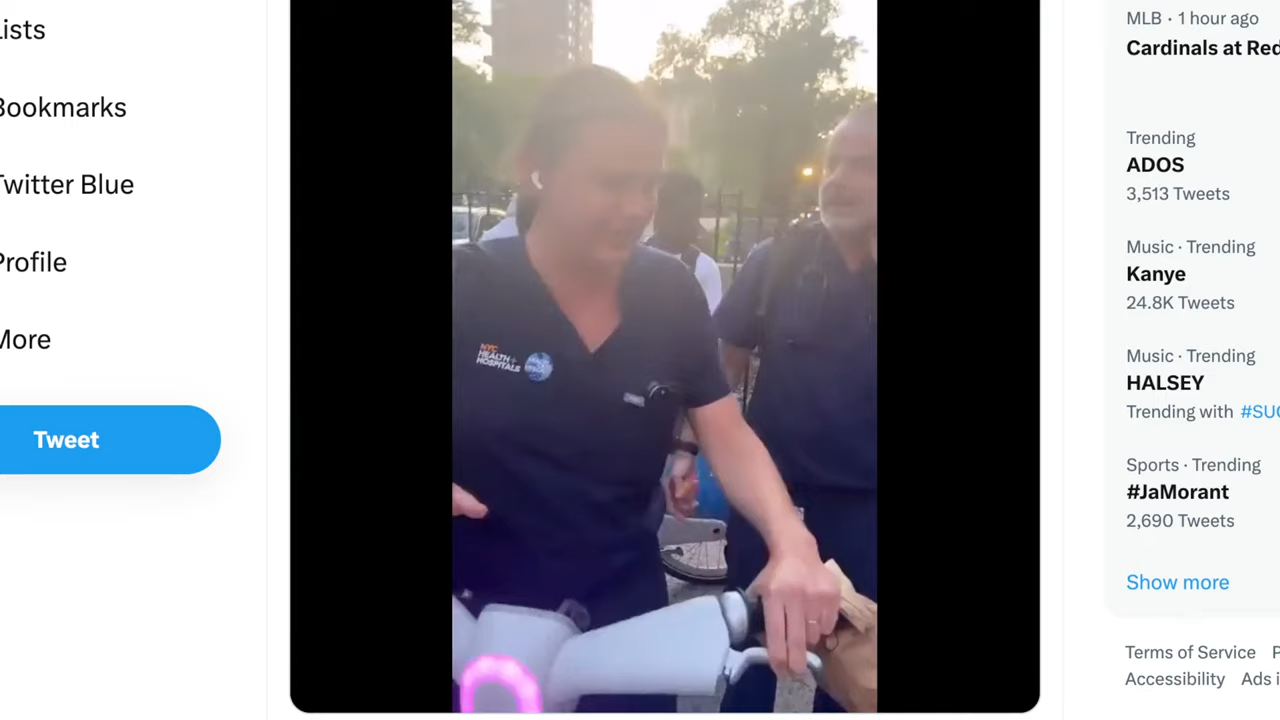 Lists
Bookmarks
Twitter Blue
Profile
More
Tweet
NYC
HEALTH+
HOSPITALS
MLB · 1 hour ago
Cardinals at Red
Trending
ADOS
3,513 Tweets
Music · Trending
Kanye
24.8K Tweets
Music · Trending
HALSEY
Trending with #SUG
Sports · Trending
#JaMorant
2,690 Tweets
Show more
Terms of Service P
Accessibility Ads i